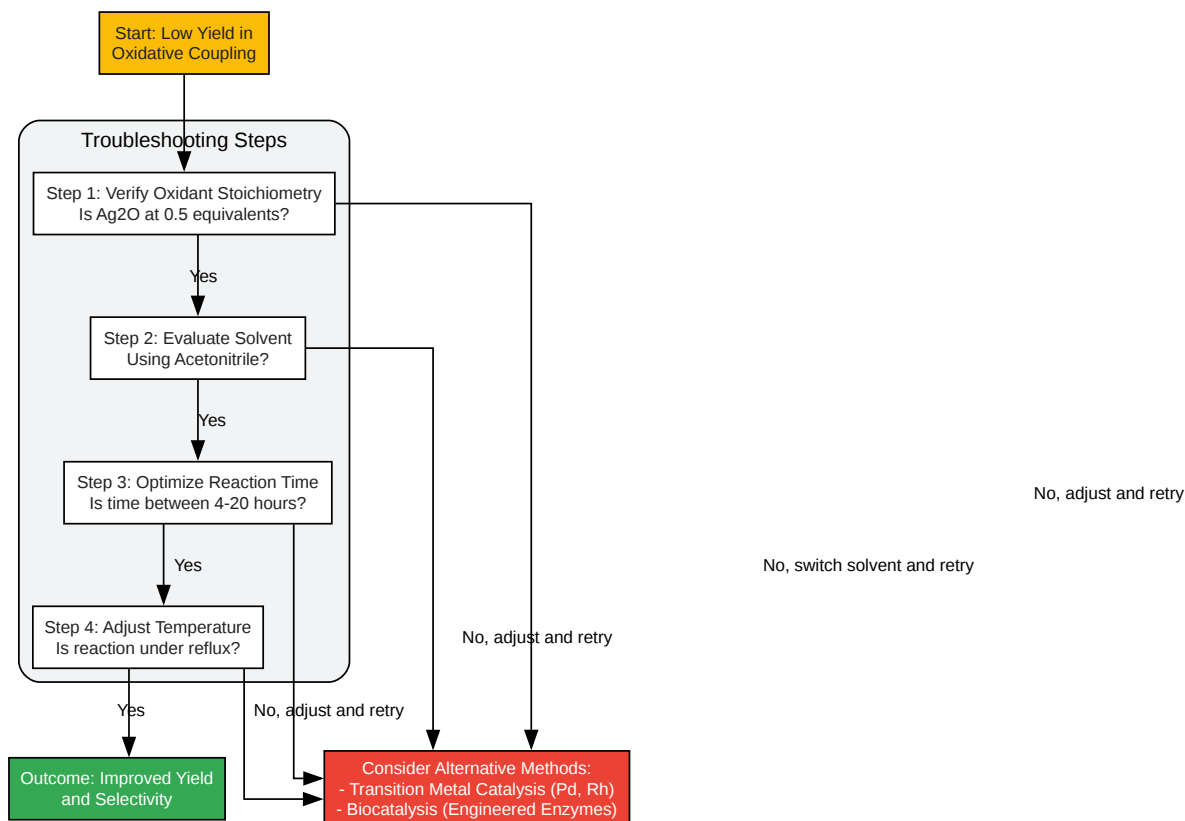 Start: Low Yield in
Oxidative Coupling
Troubleshooting Steps
Step 1: Verify Oxidant Stoichiometry
Is Ag2O at 0.5 equivalents?
Yes
Step 2: Evaluate Solvent
Using Acetonitrile?
Yes
Step 3: Optimize Reaction Time
Is time between 4-20 hours?
No, adjust and retry
Yes
No, switch solvent and retry
Step 4: Adjust Temperature
Is reaction under reflux?
No, adjust and retry
Yes
No, adjust and retry
Outcome: Improved Yield
and Selectivity
Consider Alternative Methods:
- Transition Metal Catalysis (Pd, Rh)
- Biocatalysis (Engineered Enzymes)